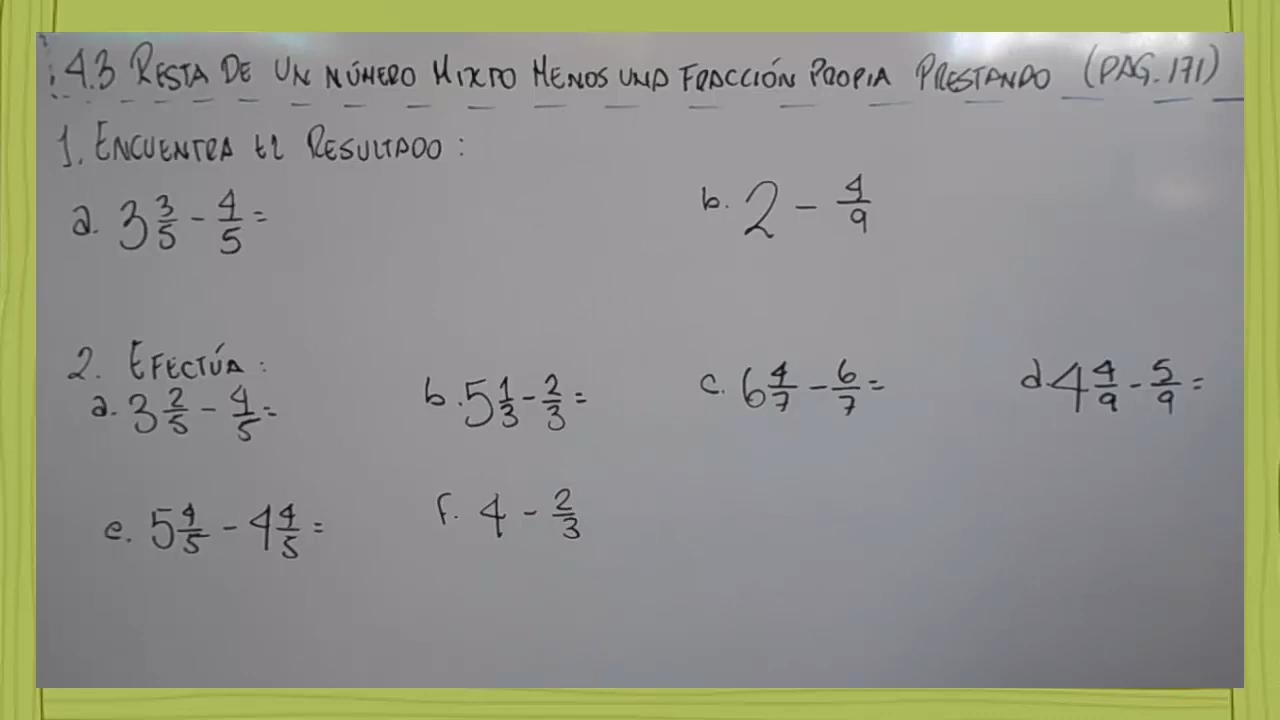 4.3 RESTA DE UN NÚMERO MIXTO MENOS UNA FRACCIÓN PROPIA PRESTANDO (PAG. 171)
1. ENCUENTRA EL RESULTADO:
a. 3 3/5 - 4/5 =
b. 2 - 4/9
2. EFECTÚA:
a. 3 2/5 - 4/5 =
b. 5 1/3 - 2/3 =
c. 6 4/7 - 6/7 =
d. 4 4/9 - 5/9 =
e. 5 4/5 - 4 4/5 =
f. 4 - 2/3